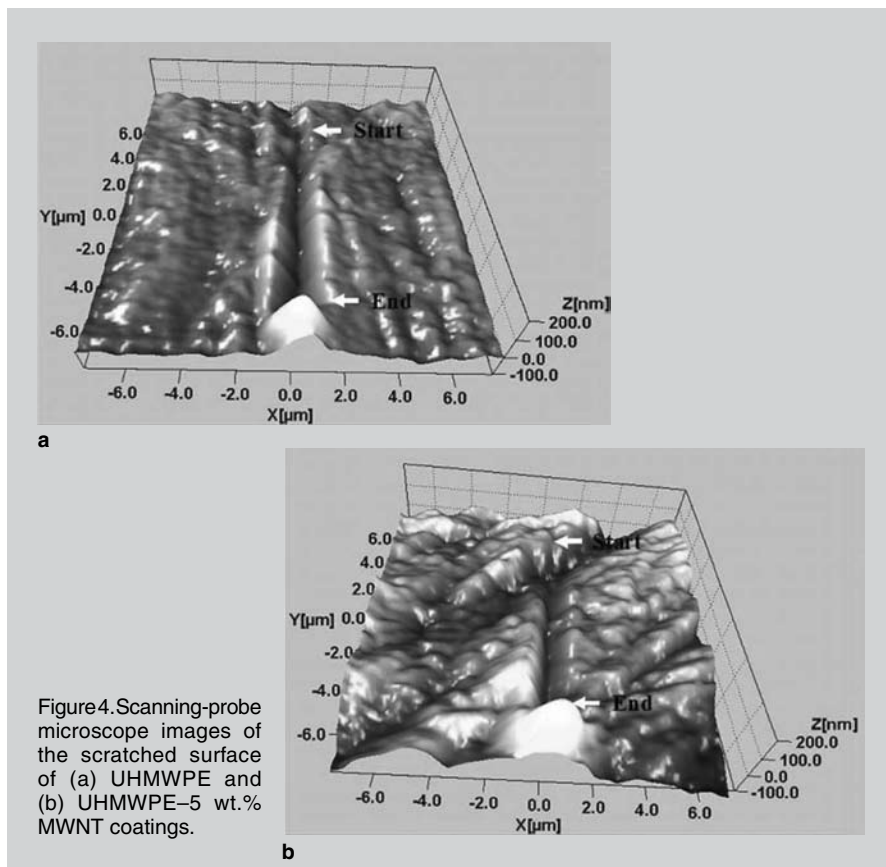 Start
End
6.0
4.0
2.0
Y[µm] 0.0
-2.0
-4.0
-6.0
Z[nm]
200.0
100.0
0.0
-100.0
-6.0 -4.0 -2.0 0.0 2.0 4.0 6.0
X[µm]
a
Start
End
6.0
4.0
2.0
Y[µm] 0.0
-2.0
-4.0
-6.0
Z[nm]
200.0
100.0
0.0
-100.0
-6.0 -4.0 -2.0 0.0 2.0 4.0 6.0
X[µm]
b
Figure 4. Scanning-probe
microscope images of
the scratched surface
of (a) UHMWPE and
(b) UHMWPE–5 wt.%
MWNT coatings.